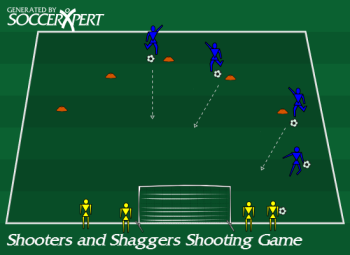 GENERATED BY
SOCCERXPERT
Shooters and Shaggers Shooting Game